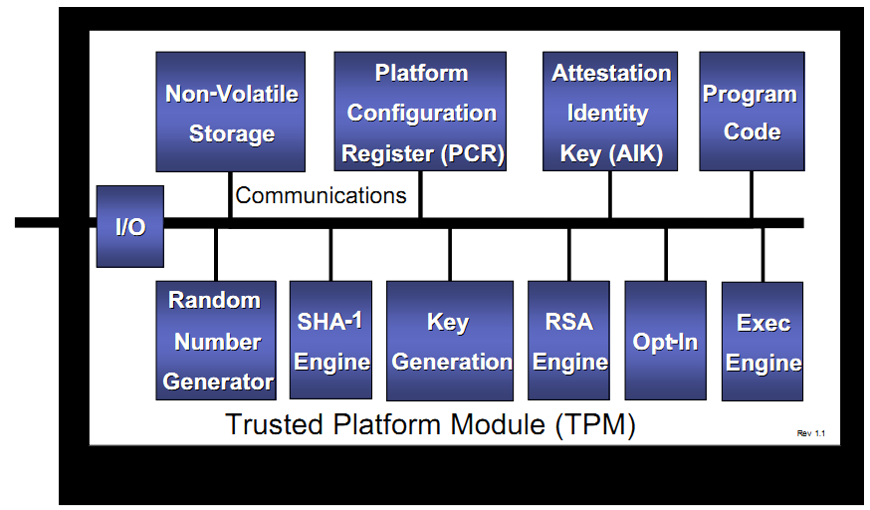 Non-Volatile
Storage
Platform
Configuration
Register (PCR)
Attestation
Identity
Key (AIK)
Program
Code
Communications
I/O
Random
Number
Generator
SHA-1
Engine
Key
Generation
RSA
Engine
Opt-In
Exec
Engine
Trusted Platform Module (TPM)
Rev 1.1